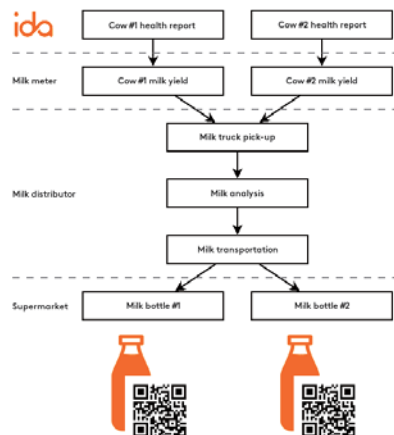 ida
Cow #1 health report
Cow #2 health report
Milk meter
Cow #1 milk yield
Cow #2 milk yield
Milk truck pick-up
Milk distributor
Milk analysis
Milk transportation
Supermarket
Milk bottle #1
Milk bottle #2